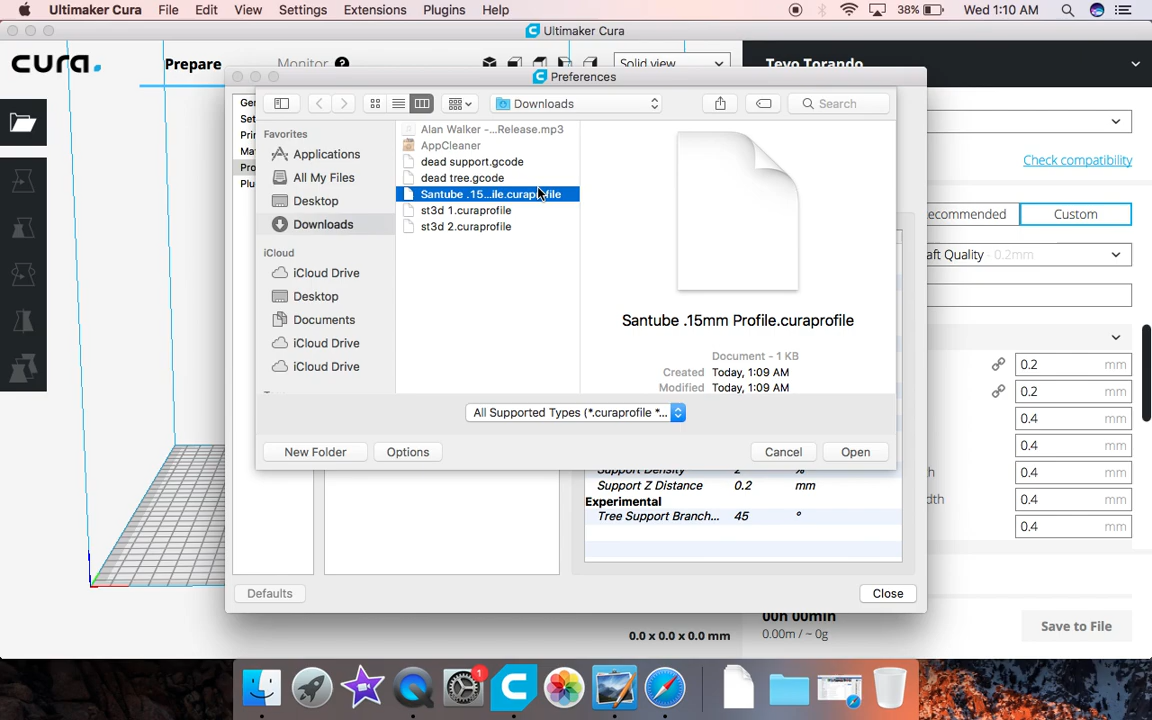 Ultimaker Cura File Edit View Settings Extensions Plugins Help 38% Wed 1:10 AM
Ultimaker Cura
cura. Prepare Monitor ? Solid view Tevo Torando
Preferences
Downloads Search
Favorites
Applications
All My Files
Desktop
Downloads
iCloud
iCloud Drive
Desktop
Documents
iCloud Drive
iCloud Drive
Alan Walker -...Release.mp3
AppCleaner
dead support.gcode
dead tree.gcode
Santube .15...ile.curaprofile
st3d 1.curaprofile
st3d 2.curaprofile
Santube .15mm Profile.curaprofile
Document - 1 KB
Created Today, 1:09 AM
Modified Today, 1:09 AM
All Supported Types (*.curaprofile *...
New Folder Options Cancel Open
Support Density 2 %
Support Z Distance 0.2 mm
Experimental
Tree Support Branch... 45 °
Defaults Close
Check compatibility
ecommended Custom
aft Quality - 0.2mm
0.2 mm
0.2 mm
0.4 mm
0.4 mm
0.4 mm
dth 0.4 mm
0.4 mm
00h 00min
0.00m / ~ 0g
Save to File
0.0 x 0.0 x 0.0 mm
1